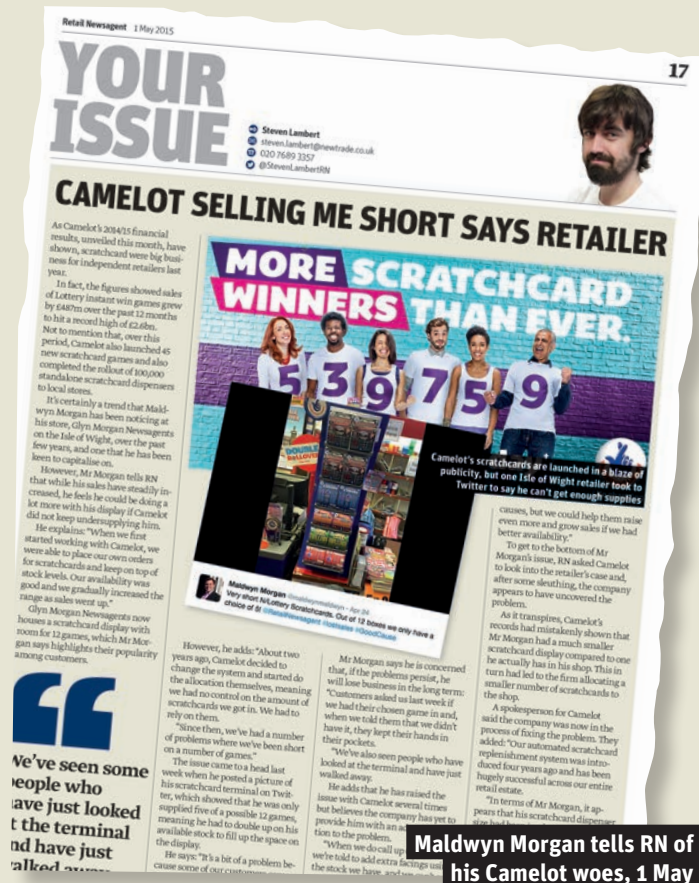 Retail Newsagent 1 May 2015
17
YOUR
ISSUE
Steven Lambert
steven.lambert@newtrade.co.uk
020 7689 3357
@StevenLambertRN
CAMELOT SELLING ME SHORT SAYS RETAILER
As Camelot's 2014/15 financial
results, unveiled this month, have
shown, scratchcard were big busi-
ness for independent retailers last
year.
In fact, the figures showed sales
of Lottery instant win games grew
by £487m over the past 12 months
to hit a record high of £2.6bn.
Not to mention that, over this
period, Camelot also launched 45
new scratchcard games and also
completed the rollout of 100,000
standalone scratchcard dispensers
to local stores.
It's certainly a trend that Mald-
wyn Morgan has been noticing at
his store, Glyn Morgan Newsagents
on the Isle of Wight, over the past
few years, and one that he has been
keen to capitalise on.
However, Mr Morgan tells RN
that while his sales have steadily in-
creased, he feels he could be doing a
lot more with his display if Camelot
did not keep undersupplying him.
He explains: "When we first
started working with Camelot, we
were able to place our own orders
for scratchcards and keep on top of
stock levels. Our availability was
good and we gradually increased the
range as sales went up."
Glyn Morgan Newsagents now
houses a scratchcard display with
room for 12 games, which Mr Mor-
gan says highlights their popularity
among customers.
We've seen some
people who
have just looked
at the terminal
and have just
walked away
MORE SCRATCHCARD
WINNERS THAN EVER.
5 3 9 7 5 9
DOUBLE
ROLLOVER
Camelot's scratchcards are launched in a blaze of
publicity, but one Isle of Wight retailer took to
Twitter to say he can't get enough supplies
Maldwyn Morgan @maldwynmaldwyn - Apr 24
Very short N/Lottery Scratchcards. Out of 12 boxes we only have a
choice of 5! @RetailNewsagent #lostsales #GoodCause
However, he adds: "About two
years ago, Camelot decided to
change the system and started do
the allocation themselves, meaning
we had no control on the amount of
scratchcards we got in. We had to
rely on them.
"Since then, we've had a number
of problems where we've been short
on a number of games."
The issue came to a head last
week when he posted a picture of
his scratchcard terminal on Twit-
ter, which showed that he was only
supplied five of a possible 12 games,
meaning he had to double up on his
available stock to fill up the space on
the display.
He says: "It's a bit of a problem be-
cause some of our customers
Mr Morgan says he is concerned
that, if the problems persist, he
will lose business in the long term:
"Customers asked us last week if
we had their chosen game in and,
when we told them that we didn't
have it, they kept their hands in
their pockets.
"We've also seen people who have
looked at the terminal and have just
walked away.
He adds that he has raised the
issue with Camelot several times
but believes the company has yet to
provide him with an
tion to the problem.
"When we do call up
we're told to add extra facings
the stock we have, and
causes, but we could help them raise
even more and grow sales if we had
better availability."
To get to the bottom of Mr
Morgan's issue, RN asked Camelot
to look into the retailer's case and,
after some sleuthing, the company
appears to have uncovered the
problem.
As it transpires, Camelot's
records had mistakenly shown that
Mr Morgan had a much smaller
scratchcard display compared to one
he actually has in his shop. This in
turn had led to the firm allocating a
smaller number of scratchcards to
the shop.
A spokesperson for Camelot
said the company was now in the
process of fixing the problem. They
added: "Our automated scratchcard
replenishment system was intro-
duced four years ago and has been
hugely successful across our entire
retail estate.
"In terms of Mr Morgan, it ap-
pears that his scratchcard dispenser
Maldwyn Morgan tells RN of
his Camelot woes, 1 May